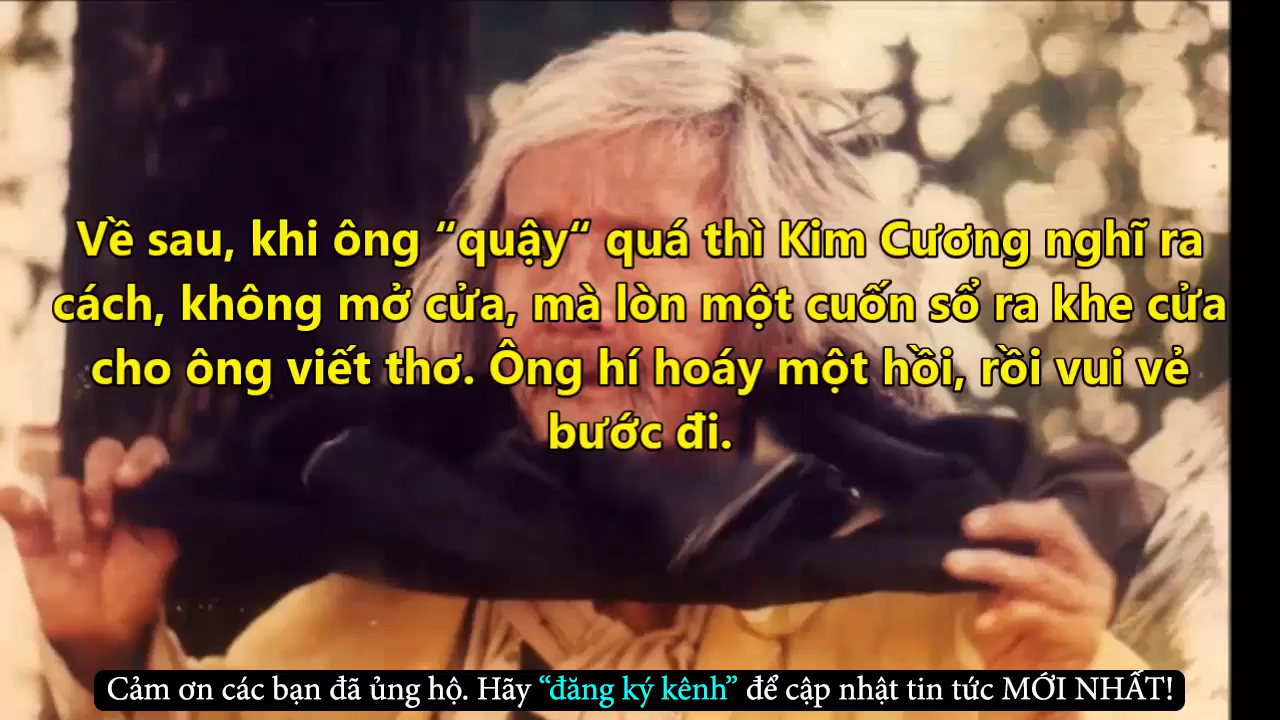 Về sau, khi ông “quậy“ quá thì Kim Cương nghĩ ra
cách, không mở cửa, mà lòn một cuốn sổ ra khe cửa
cho ông viết thơ. Ông hí hoáy một hồi, rồi vui vẻ
bước đi.
Cảm ơn các bạn đã ủng hộ. Hãy “đăng ký kênh” để cập nhật tin tức MỚI NHẤT!